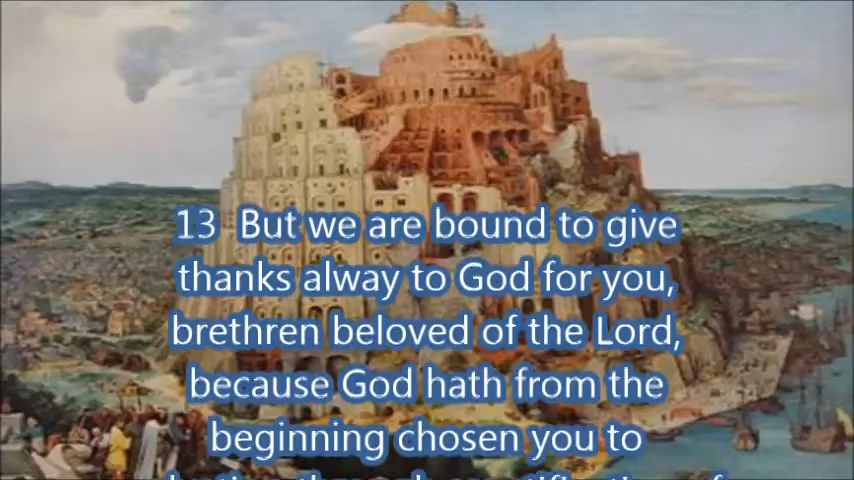 13 But we are bound to give
thanks alway to God for you,
brethren beloved of the Lord,
because God hath from the
beginning chosen you to